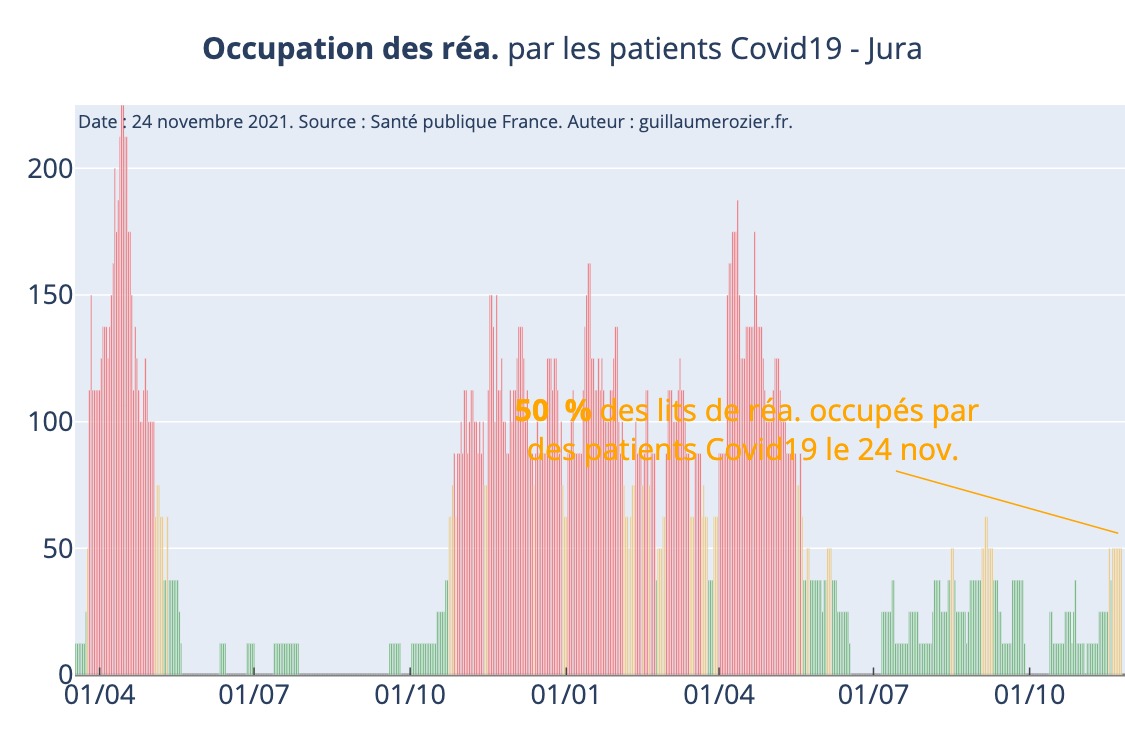 Occupation des réa. par les patients Covid19 - Jura
Date : 24 novembre 2021. Source : Santé publique France. Auteur : guillaumerozier.fr.
200
150
100
50
0
50 % des lits de réa. occupés par
des patients Covid19 le 24 nov.
01/04 01/07 01/10 01/01 01/04 01/07 01/10